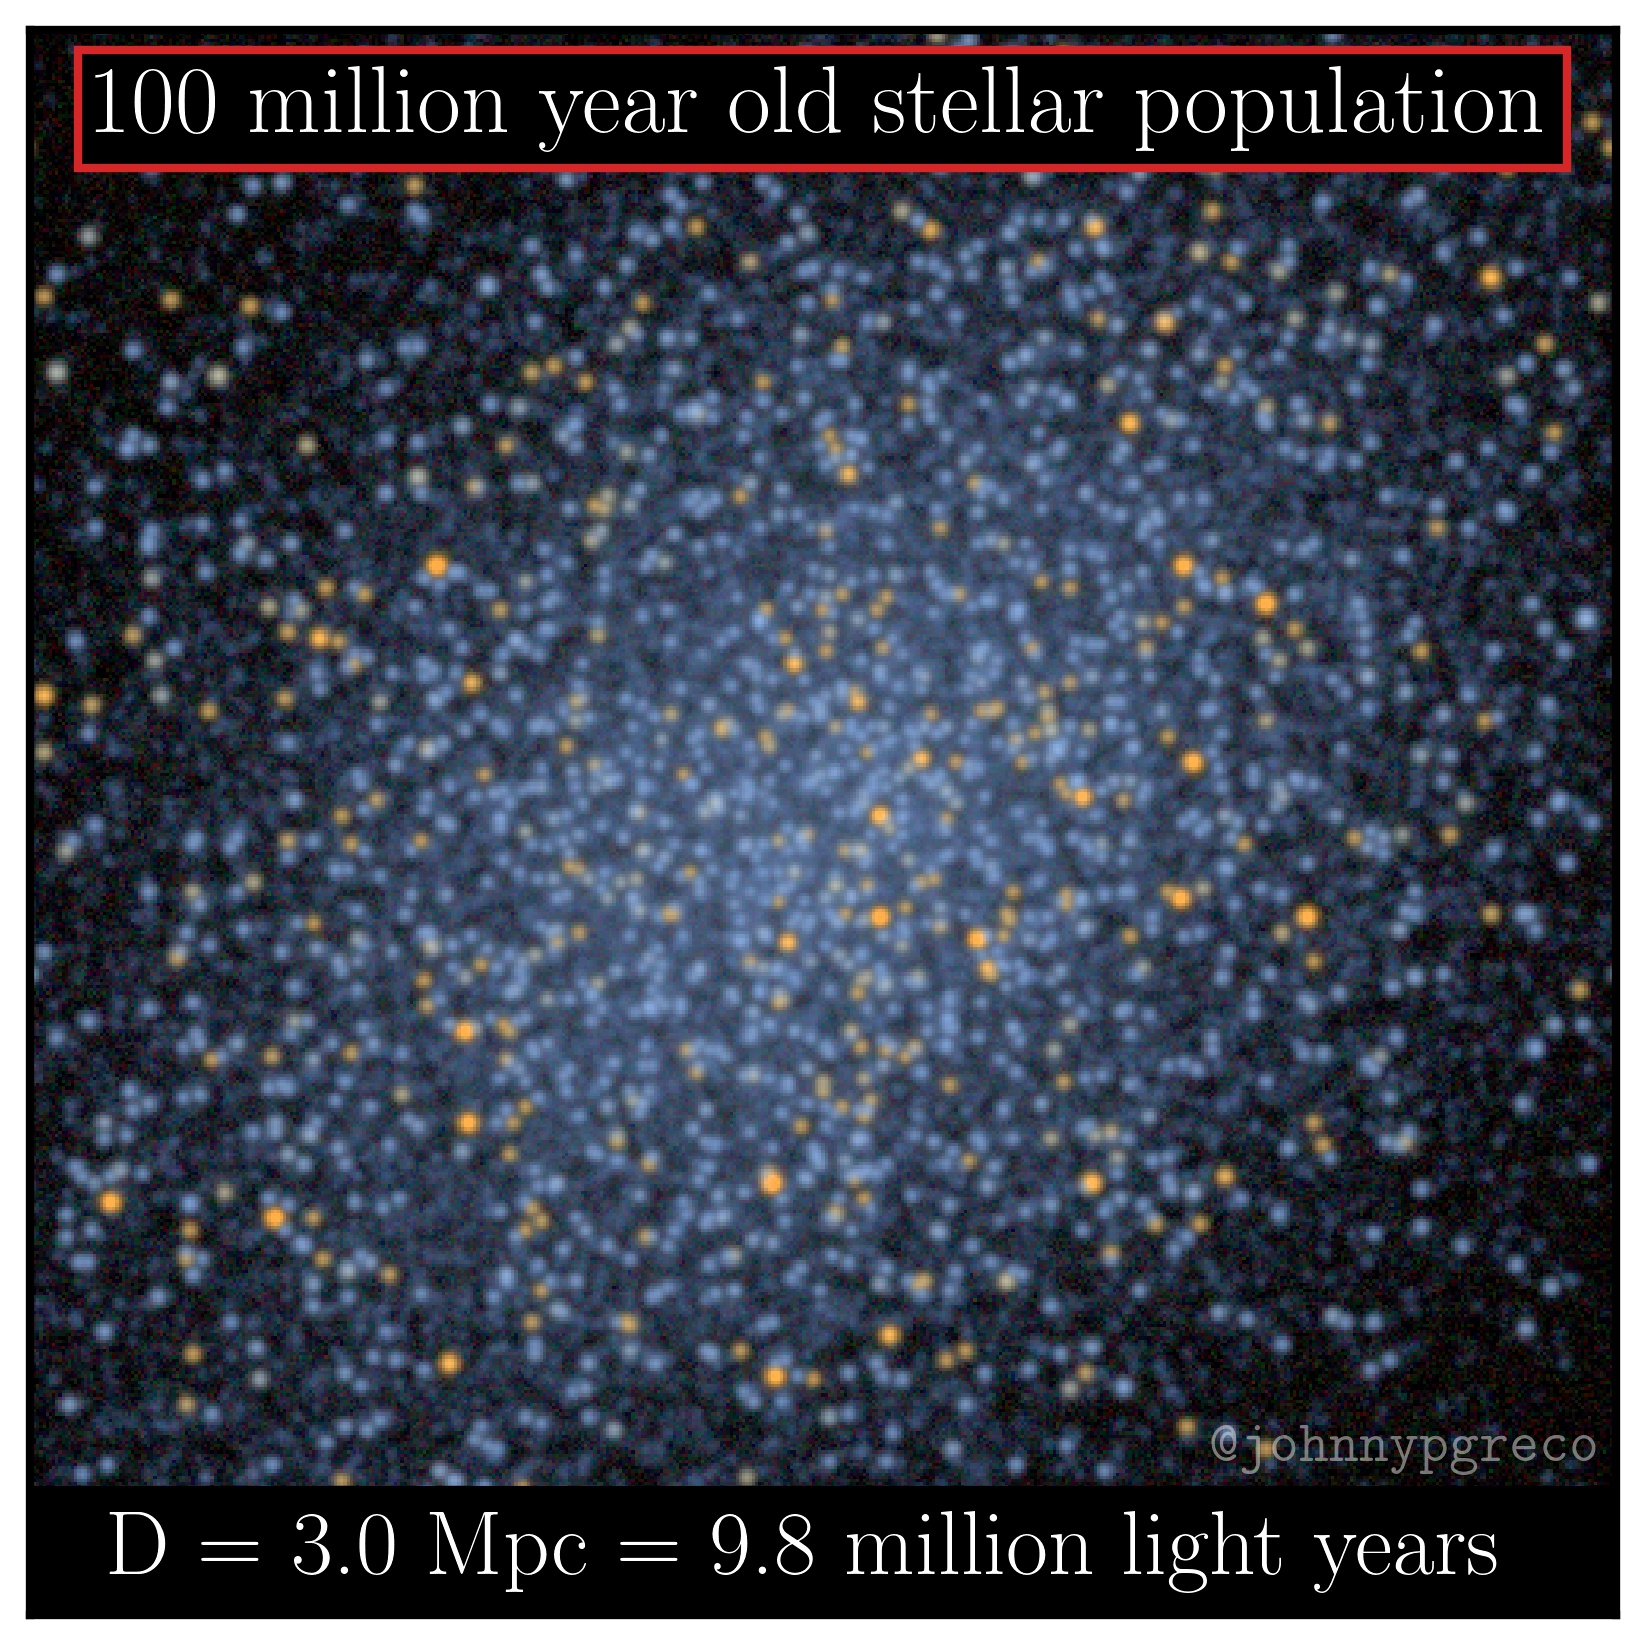 100 million year old stellar population
@johnnypgreco
D = 3.0 Mpc = 9.8 million light years